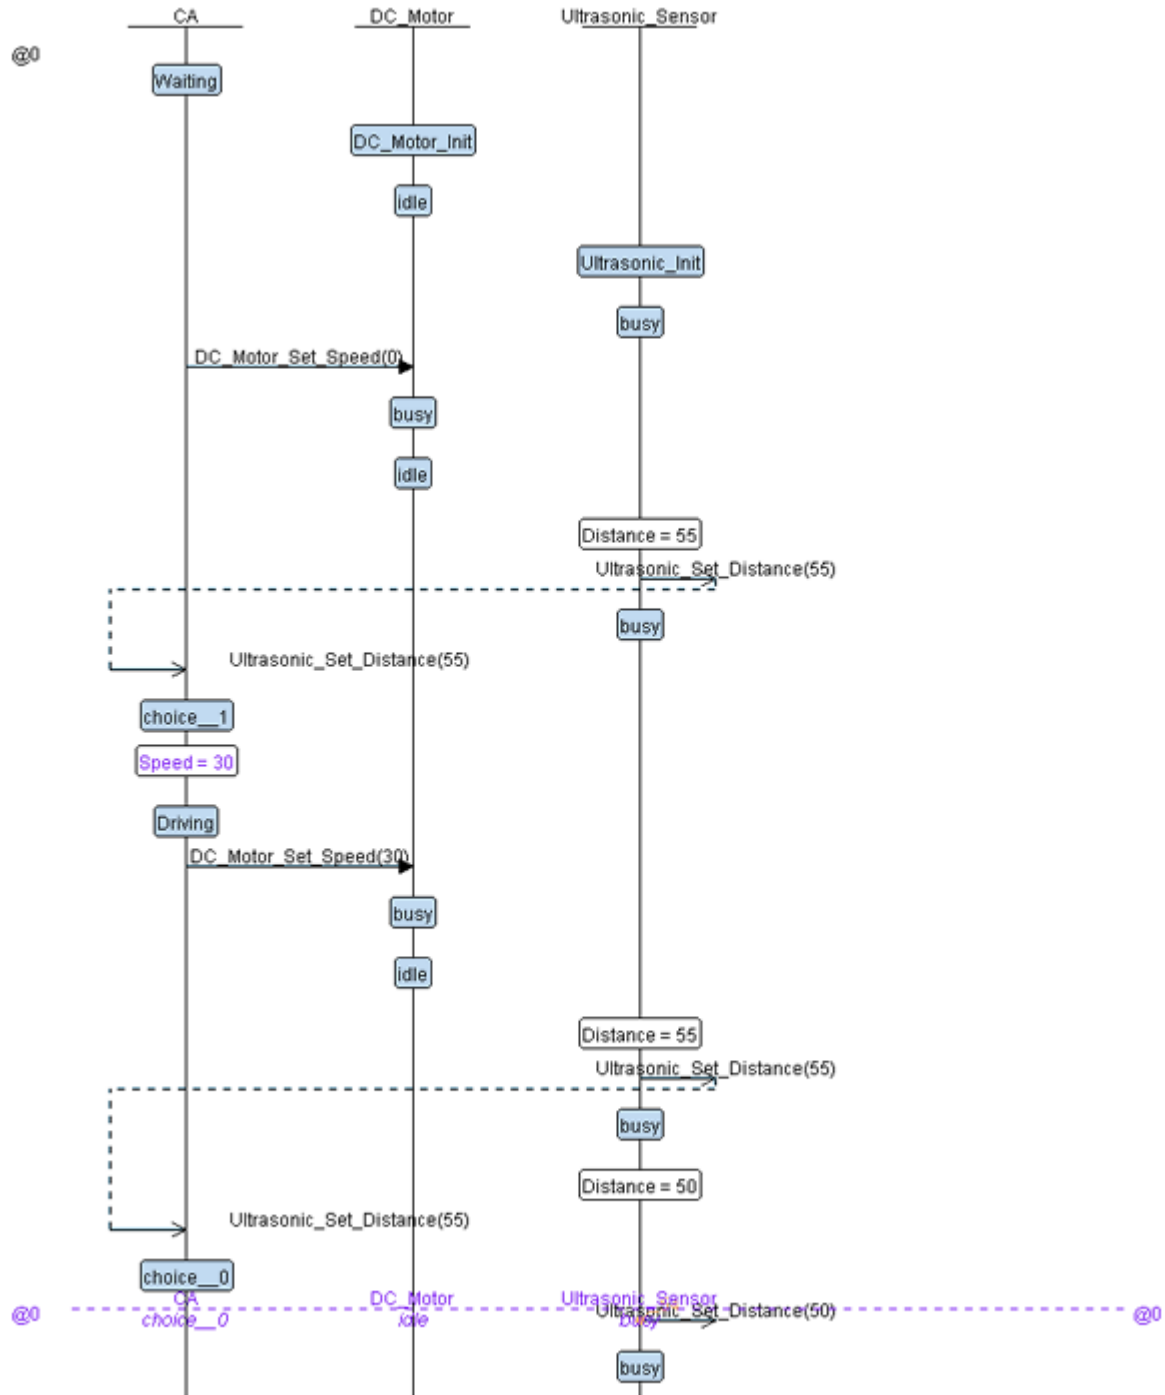 CA DC_Motor Ultrasonic_Sensor
@0
Waiting
DC_Motor_Init
idle
Ultrasonic_Init
busy
DC_Motor_Set_Speed(0)
busy
idle
Distance = 55
Ultrasonic_Set_Distance(55)
busy
Ultrasonic_Set_Distance(55)
choice__1
Speed = 30
Driving
DC_Motor_Set_Speed(30)
busy
idle
Distance = 55
Ultrasonic_Set_Distance(55)
busy
Distance = 50
Ultrasonic_Set_Distance(55)
choice__0
CA DC_Motor Ultrasonic_Sensor
@0 Ultrasonic_Set_Distance(50) @0
choice__0 idle busy
busy